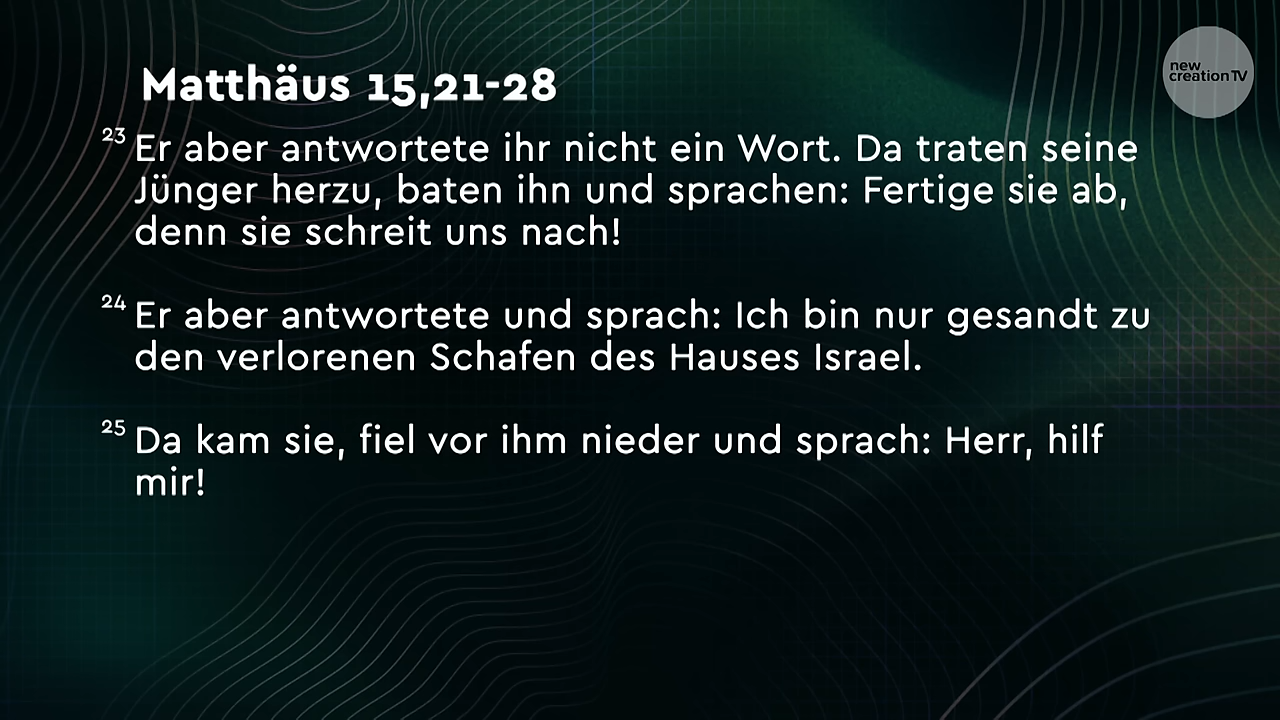 new
creation TV
Matthäus 15,21-28
23 Er aber antwortete ihr nicht ein Wort. Da traten seine
Jünger herzu, baten ihn und sprachen: Fertige sie ab,
denn sie schreit uns nach!
24 Er aber antwortete und sprach: Ich bin nur gesandt zu
den verlorenen Schafen des Hauses Israel.
25 Da kam sie, fiel vor ihm nieder und sprach: Herr, hilf
mir!